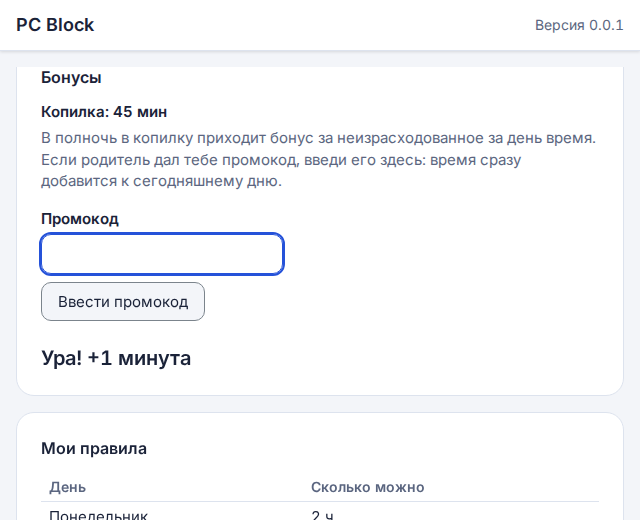 PC Block
Версия 0.0.1
Бонусы
Копилка: 45 мин
В полночь в копилку приходит бонус за неизрасходованное за день время.
Если родитель дал тебе промокод, введи его здесь: время сразу
добавится к сегодняшнему дню.
Промокод
Ввести промокод
Ура! +1 минута
Мои правила
День Сколько можно
Понедельник 2 ч